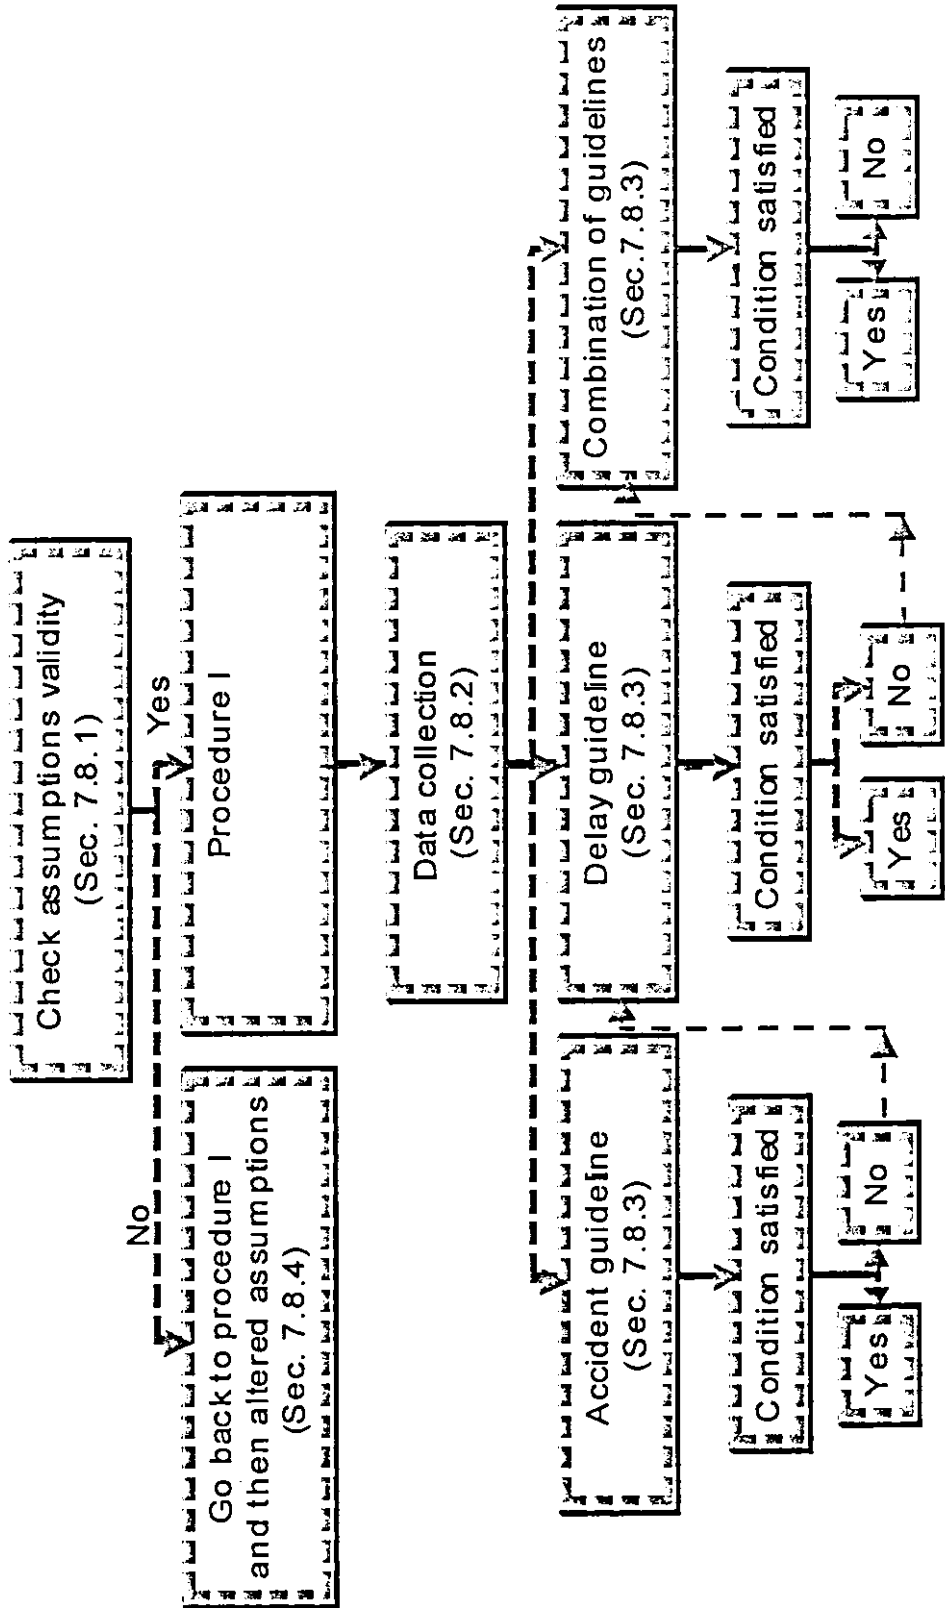 Check assumptions validity
(Sec. 7.8.1)
No
Yes
Go back to procedure I
and then altered assumptions
(Sec. 7.8.4)
Procedure I
Data collection
(Sec. 7.8.2)
Accident guideline
(Sec. 7.8.3)
Delay guideline
(Sec. 7.8.3)
Combination of guidelines
(Sec.7.8.3)
Condition satisfied
Condition satisfied
Condition satisfied
Yes
No
Yes
No
Yes
No